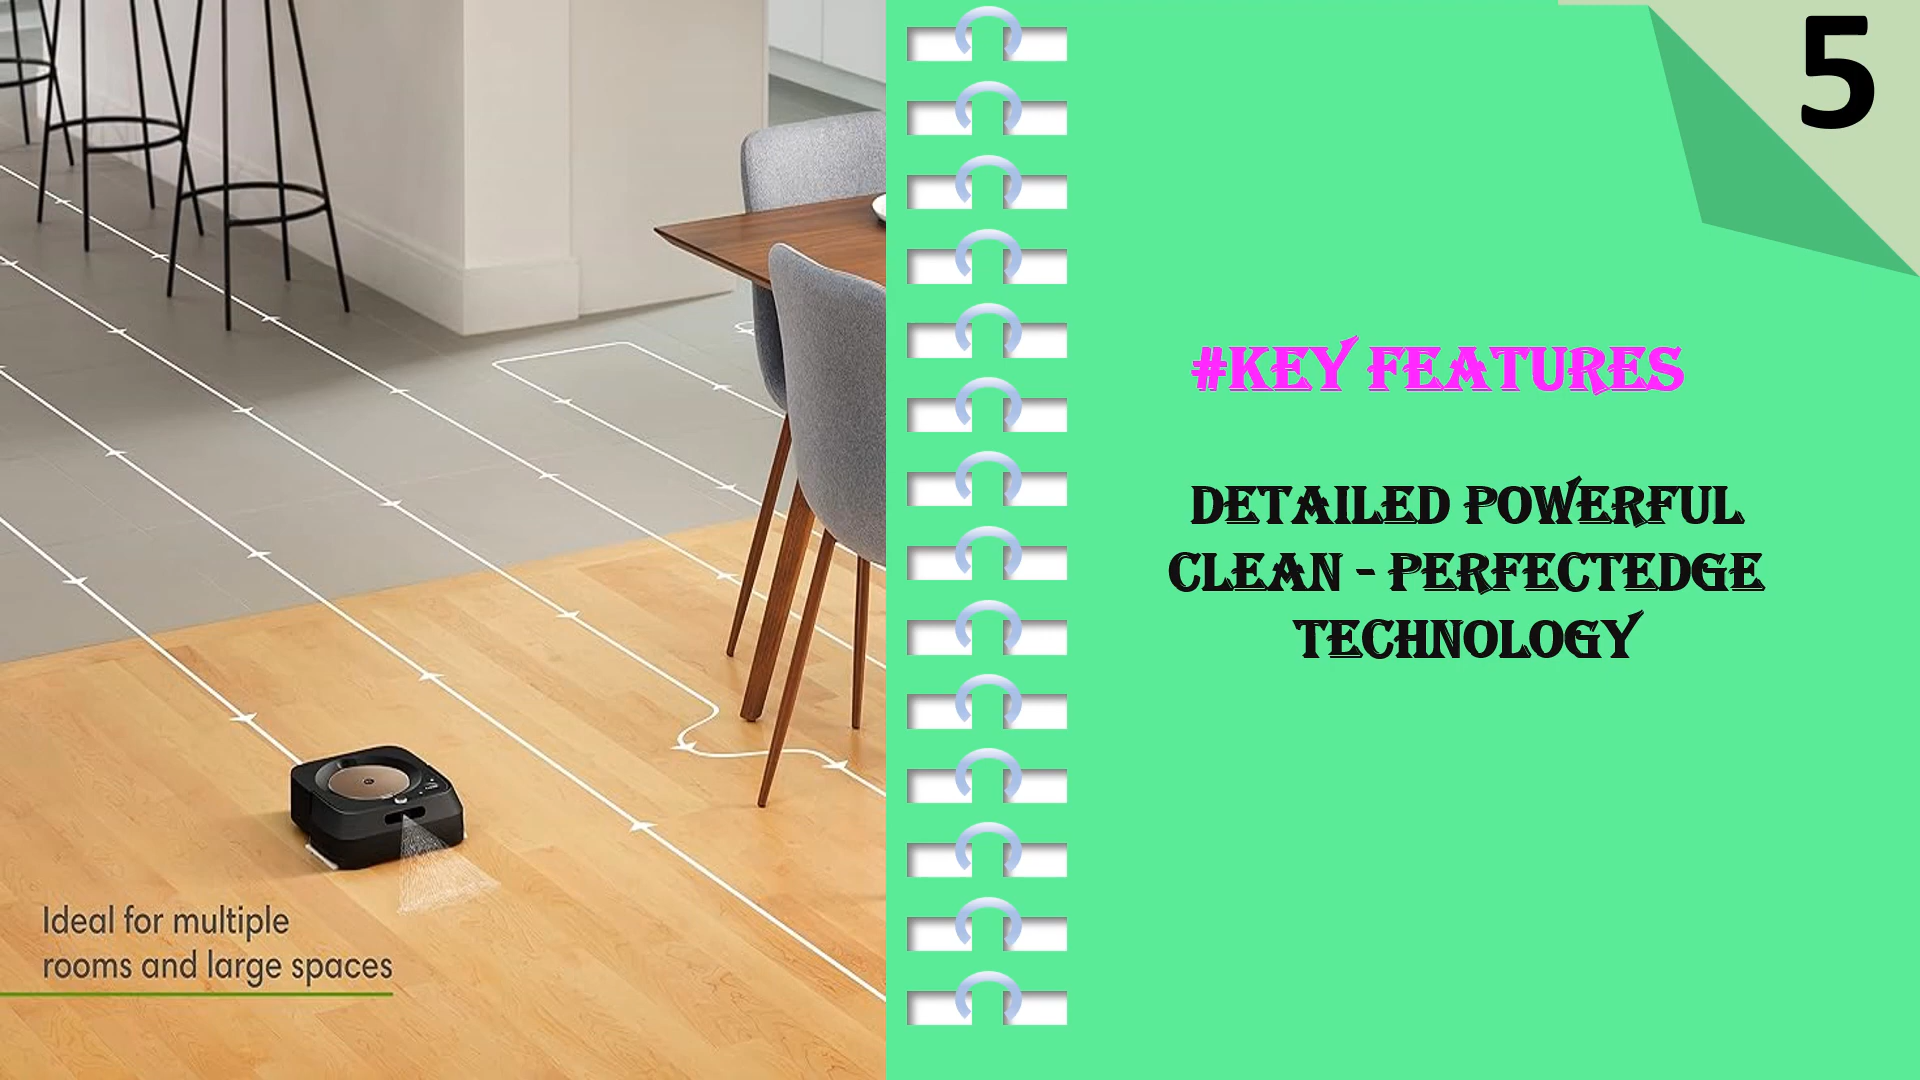 Ideal for multiple
rooms and large spaces
5
#KEY FEATURES
DETAILED POWERFUL
CLEAN - PERFECTEDGE
TECHNOLOGY